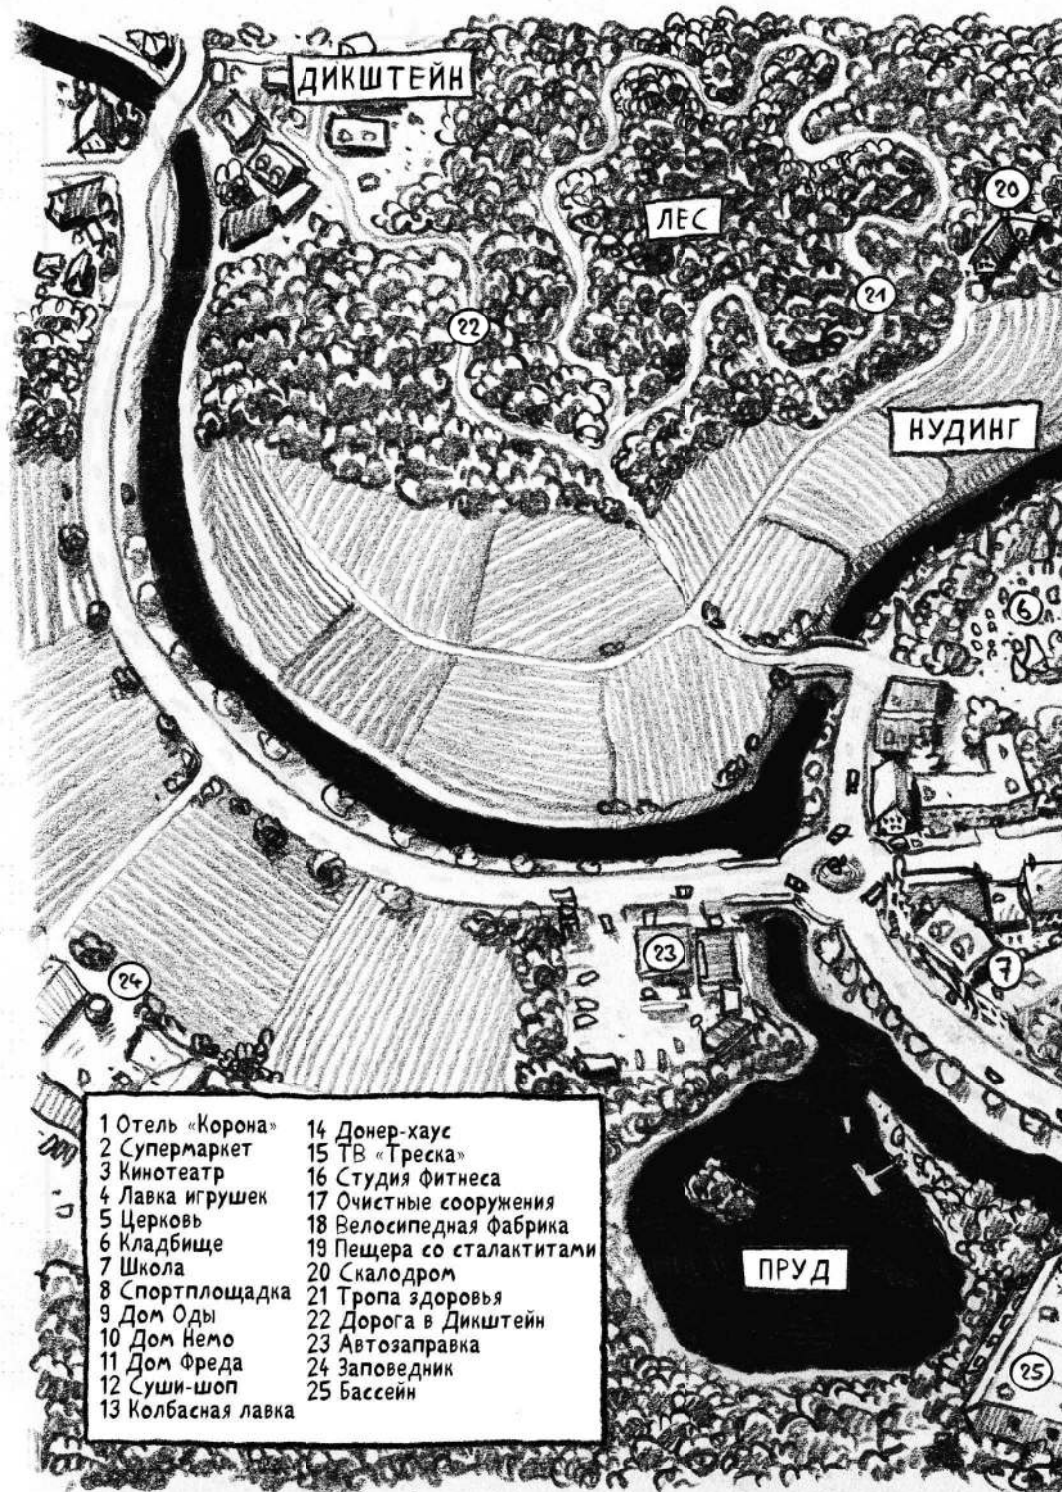 ДИКШТЕЙН
20
ЛЕС
21
22
НУДИНГ
6
23
7
24
ПРУД
25
1 Отель «Корона»
2 Супермаркет
3 Кинотеатр
4 Лавка игрушек
5 Церковь
6 Кладбище
7 Школа
8 Спортплощадка
9 Дом Оды
10 Дом Немо
11 Дом Фреда
12 Суши-шоп
13 Колбасная лавка
14 Донер-хаус
15 ТВ «Треска»
16 Студия фитнеса
17 Очистные сооружения
18 Велосипедная фабрика
19 Пещера со сталактитами
20 Скалодром
21 Тропа здоровья
22 Дорога в Дикштейн
23 Автозаправка
24 Заповедник
25 Бассейн